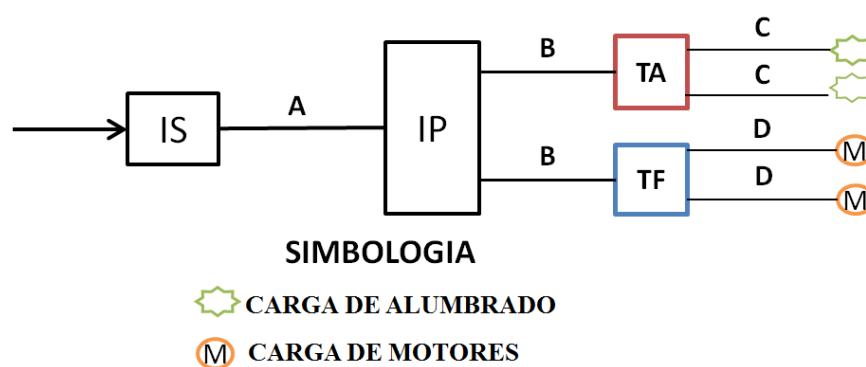 IS
A
IP
B
TA
C
C
B
TF
D
M
D
M
SIMBOLOGIA
CARGA DE ALUMBRADO
M CARGA DE MOTORES